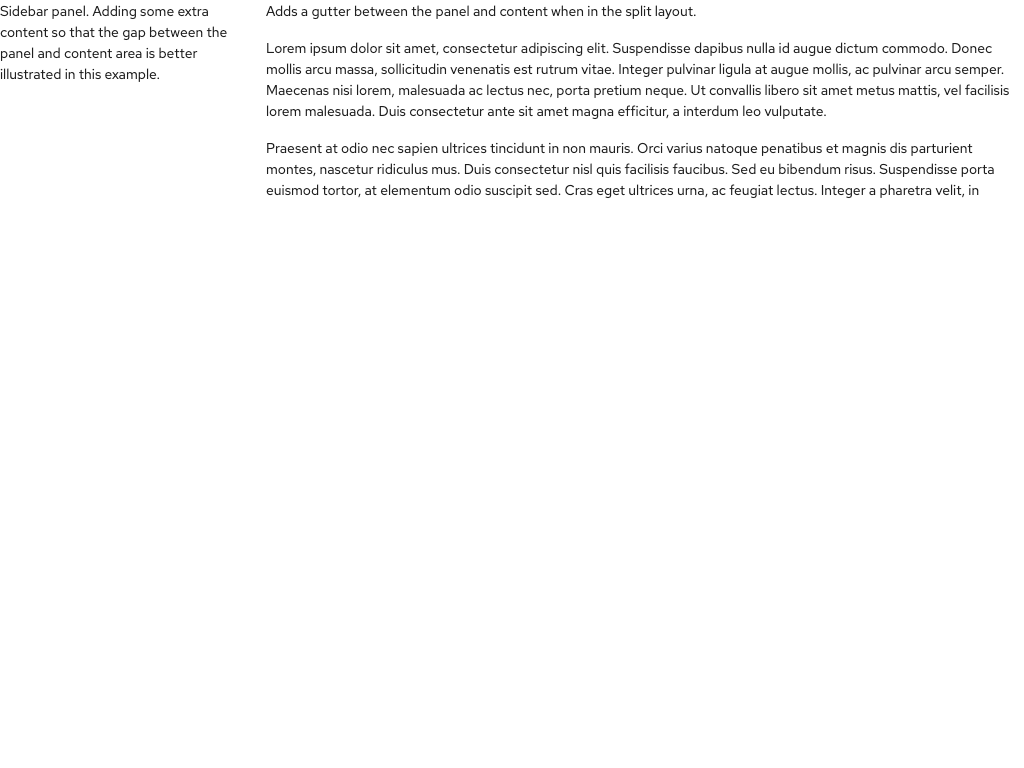 Sidebar panel. Adding some extra
content so that the gap between the
panel and content area is better
illustrated in this example.
Adds a gutter between the panel and content when in the split layout.
Lorem ipsum dolor sit amet, consectetur adipiscing elit. Suspendisse dapibus nulla id augue dictum commodo. Donec
mollis arcu massa, sollicitudin venenatis est rutrum vitae. Integer pulvinar ligula at augue mollis, ac pulvinar arcu semper.
Maecenas nisi lorem, malesuada ac lectus nec, porta pretium neque. Ut convallis libero sit amet metus mattis, vel facilisis
lorem malesuada. Duis consectetur ante sit amet magna efficitur, a interdum leo vulputate.
Praesent at odio nec sapien ultrices tincidunt in non mauris. Orci varius natoque penatibus et magnis dis parturient
montes, nascetur ridiculus mus. Duis consectetur nisl quis facilisis faucibus. Sed eu bibendum risus. Suspendisse porta
euismod tortor, at elementum odio suscipit sed. Cras eget ultrices urna, ac feugiat lectus. Integer a pharetra velit, in